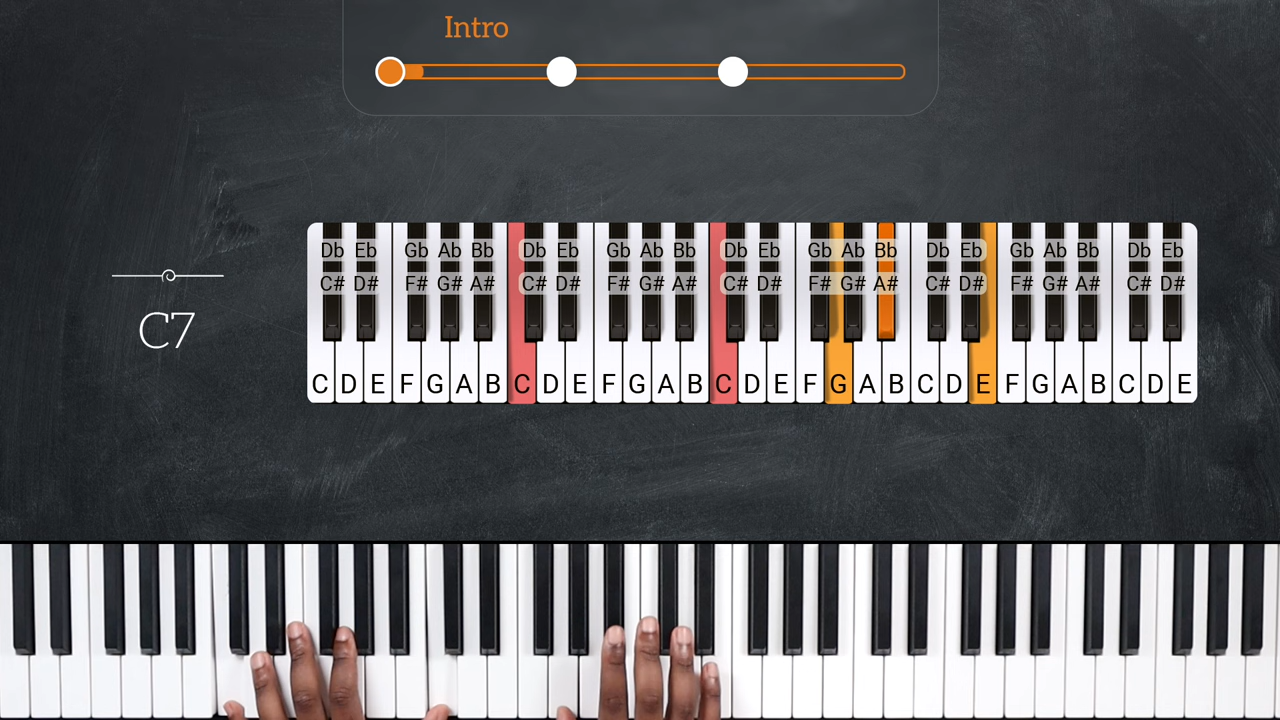 Intro
C7
Db Eb Gb Ab Bb Db Eb Gb Ab Bb Db Eb Gb Ab Bb Db Eb Gb Ab Bb Db Eb
C# D# F# G# A# C# D# F# G# A# C# D# F# G# A# C# D# F# G# A# C# D#
C D E F G A B C D E F G A B C D E F G A B C D E F G A B C D E